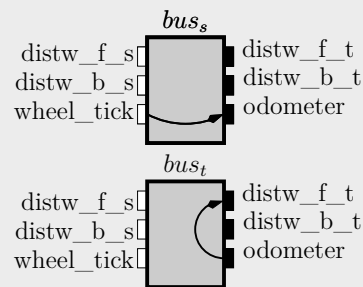 bus_s
distw_f_s distw_f_t
distw_b_s distw_b_t
wheel_tick odometer
bus_t
distw_f_s distw_f_t
distw_b_s distw_b_t
wheel_tick odometer